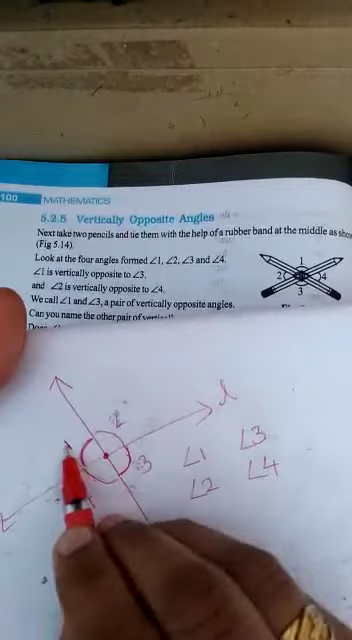 100 MATHEMATICS
5.2.5 Vertically Opposite Angles
Next take two pencils and tie them with the help of a rubber band at the middle as
(Fig 5.14).
Look at the four angles formed ∠1, ∠2, ∠3 and ∠4.
∠1 is vertically opposite to ∠3.
and ∠2 is vertically opposite to ∠4.
We call ∠1 and ∠3, a pair of vertically opposite angles.
Can you name the other pair of
1
2 4
3
l
2
3
∠1 ∠3
∠2 ∠4